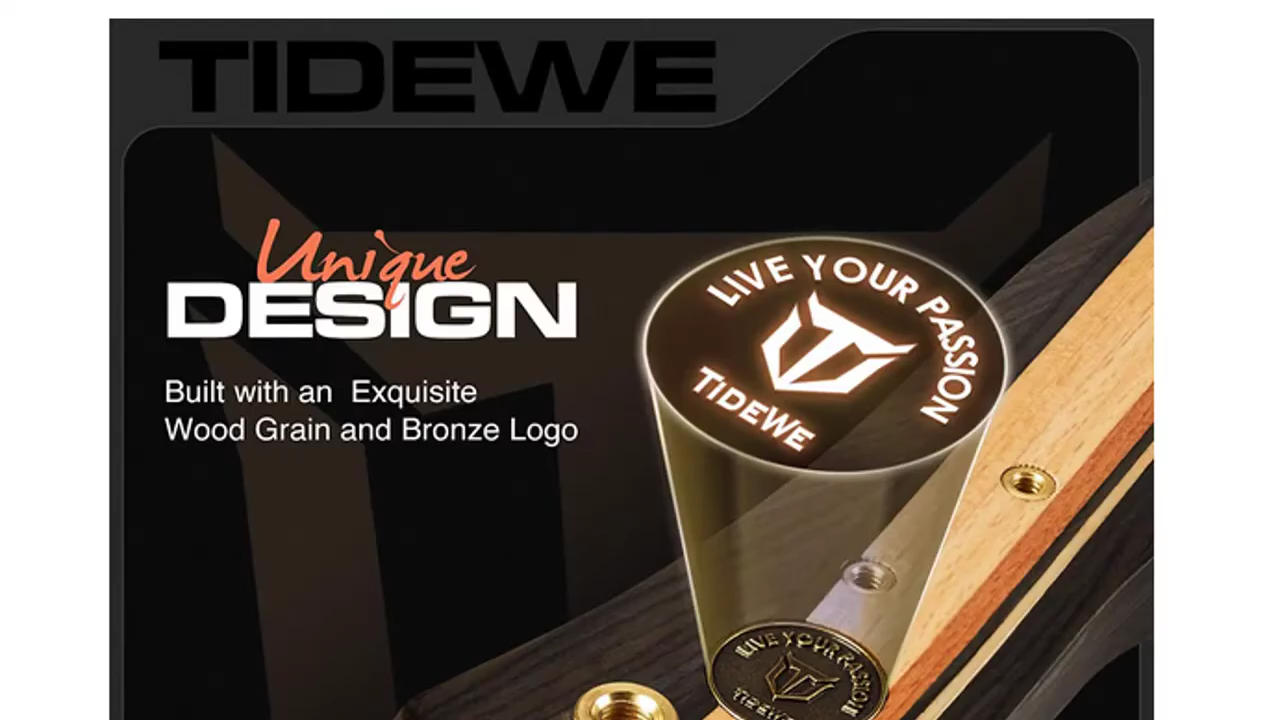 TIDEWE
Unique
DESIGN
Built with an  Exquisite
Wood Grain and Bronze Logo
LIVE YOUR PASSION
TIDEWE
LIVE YOUR PASSION
TIDEWE